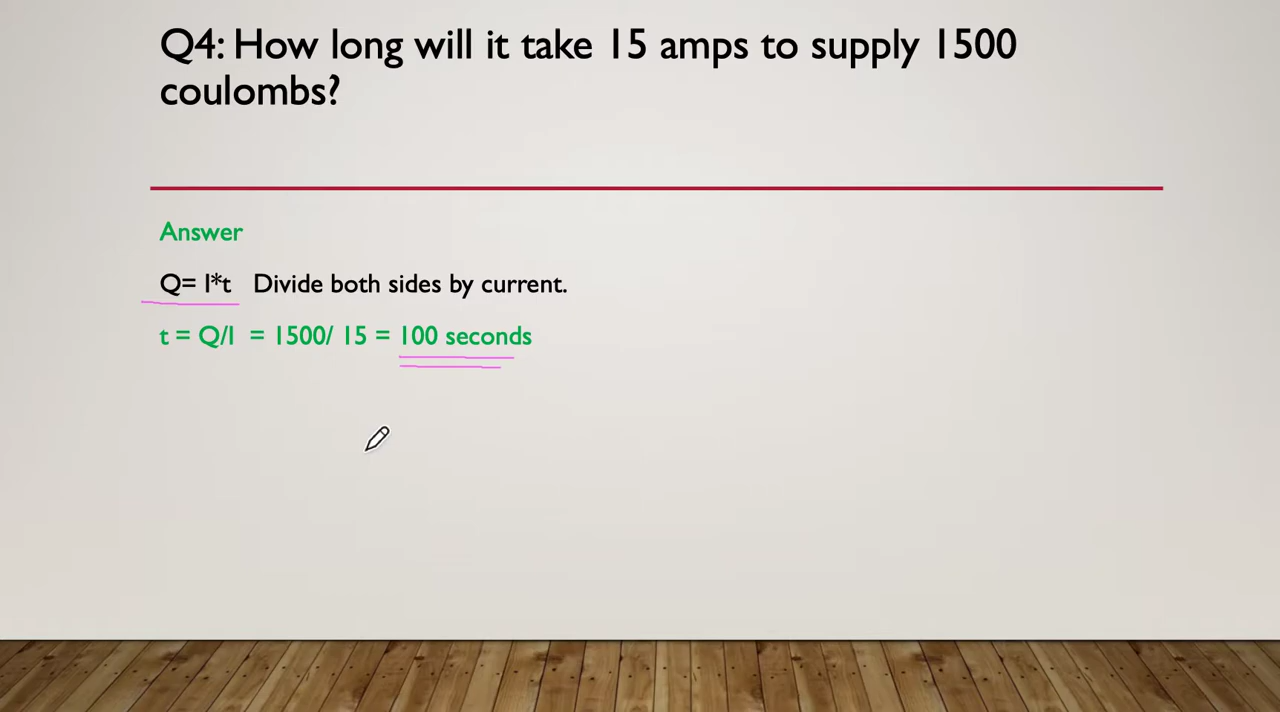 Q4: How long will it take 15 amps to supply 1500
coulombs?
Answer
Q= I*t Divide both sides by current.
t = Q/I = 1500/ 15 = 100 seconds